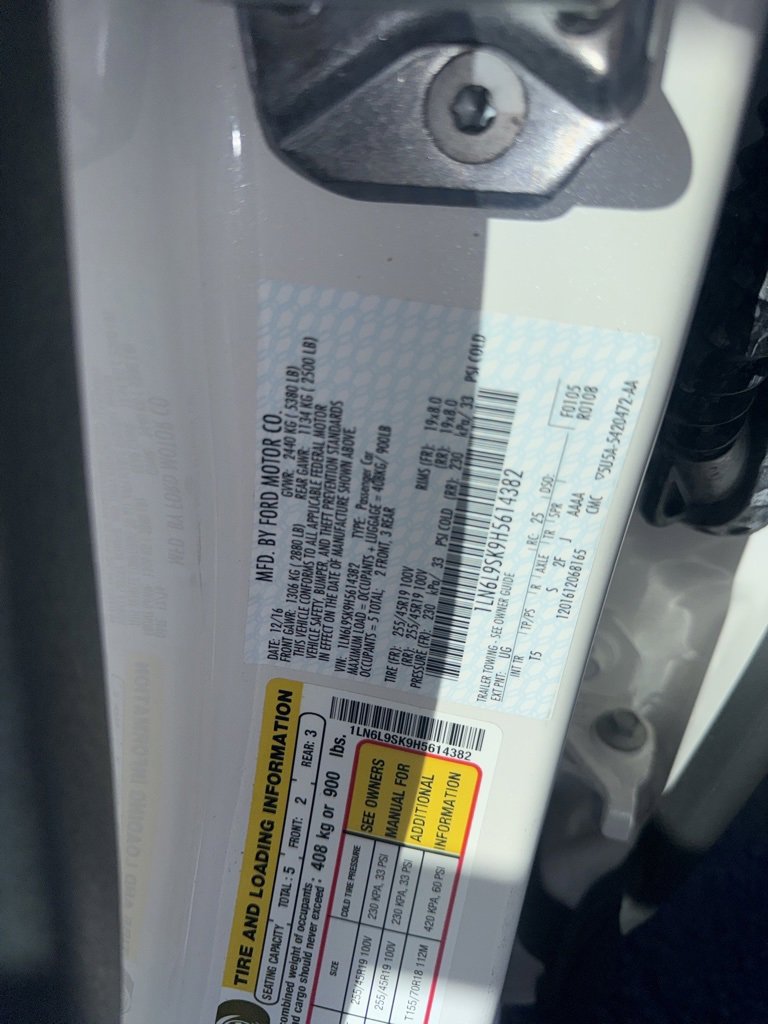 MFD. BY FORD MOTOR CO.
DATE: 12/16 GVWR: 2440 KG ( 5380 LB)
FRONT GAWR: 1306 KG (2880 LB) REAR GAWR: 1134 KG ( 2500 LB)
THIS VEHICLE CONFORMS TO ALL APPLICABLE FEDERAL MOTOR
VEHICLE SAFETY, BUMPER, AND THEFT PREVENTION STANDARDS
IN EFFECT ON THE DATE OF MANUFACTURE SHOWN ABOVE
VIN: 1LN6L9SK9H5614382 TYPE: Passenger Car
MAXIMUM LOAD = OCCUPANTS + LUGGAGE = 408KG/ 900LB
OCCUPANTS = 5 TOTAL: 2 FRONT, 3 REAR
TIRE (FR): 255/45R19 100V RIMS (FR): 19x8.0
(RR): 255/45R19 100V (RR): 19x8.0
PRESSURE (FR): 230 kPa/ 33 PSI COLD (RR): 230 kPa/ 33 PSI COLD
1LN6L9SK9H5614382
TRAILER TOWING - SEE OWNER GUIDE
EXT PNT: UG RC: 25 DSO: F0105
R0108
INT TR TP/PS R AXLE TR SPR
T5 S 2F J AAAA
1201612068165 CMC 5U5A-5420472-AA
TIRE AND LOADING INFORMATION
SEATING CAPACITY TOTAL: 5 FRONT: 2 REAR: 3
combined weight of occupants
and cargo should never exceed: 408 kg or 900 lbs.
1LN6L9SK9H5614382
SIZE COLD TIRE PRESSURE
255/45R19 100V 230 KPA, 33 PSI
255/45R19 100V 230 KPA, 33 PSI
T155/70R18 112M 420 KPA, 60 PSI
SEE OWNERS
MANUAL FOR
ADDITIONAL
INFORMATION